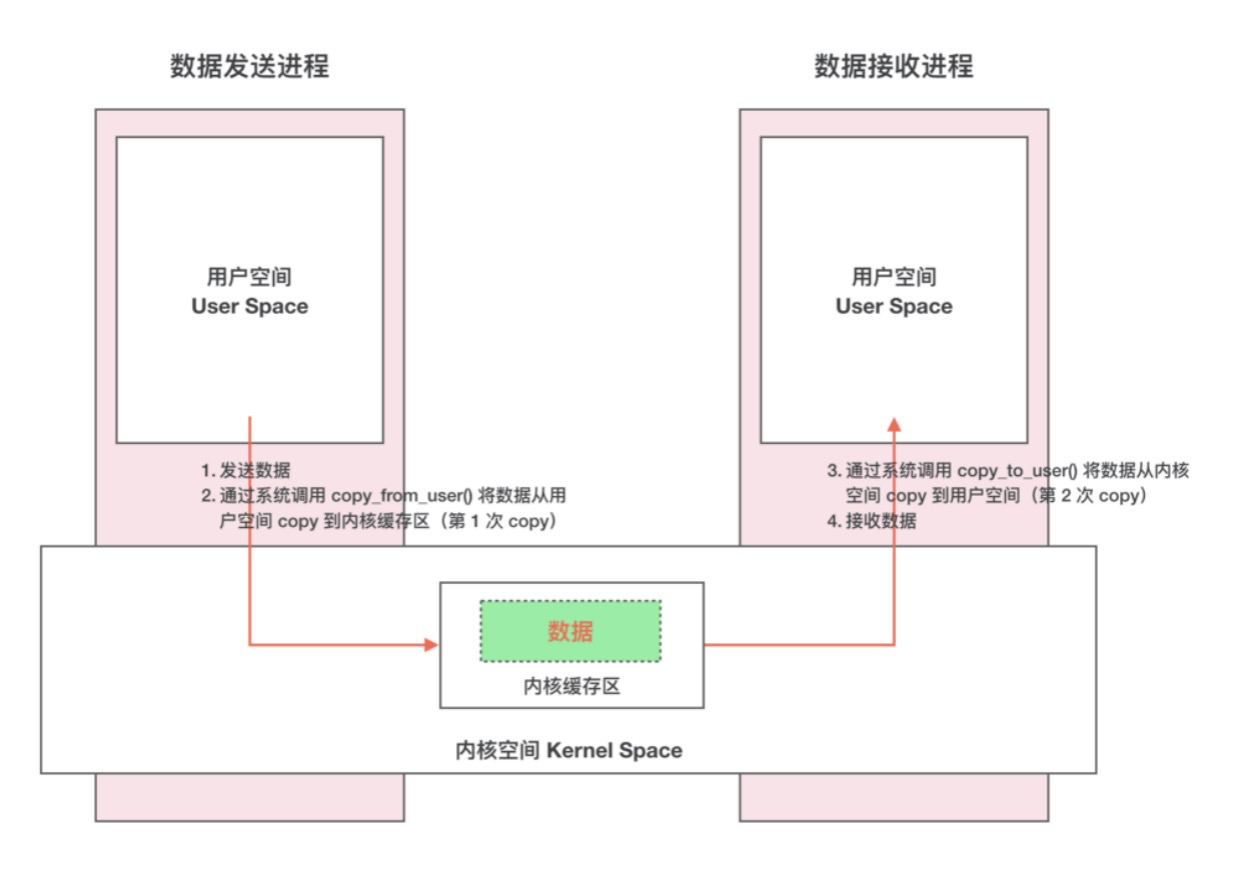 数据发送进程
数据接收进程
用户空间
User Space
用户空间
User Space
1. 发送数据
2. 通过系统调用 copy_from_user() 将数据从用
户空间 copy 到内核缓存区（第 1 次 copy）
3. 通过系统调用 copy_to_user() 将数据从内核
空间 copy 到用户空间（第 2 次 copy）
4. 接收数据
数据
内核缓存区
内核空间 Kernel Space